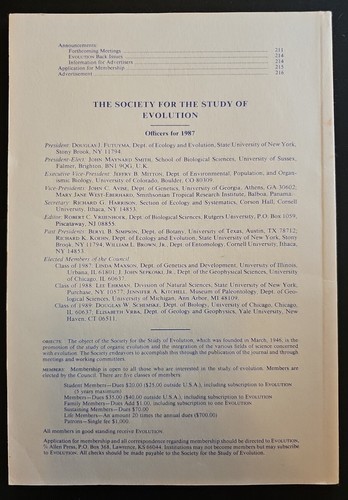 Announcements:
Forthcoming Meetings 211
EVOLUTION Back Issues 214
Information for Advertisers 214
Application for Membership 215
Advertisement 216
THE SOCIETY FOR THE STUDY OF
EVOLUTION
Officers for 1987
President: DOUGLAS J. FUTUYMA, Dept. of Ecology and Evolution, State University of New York,
Stony Brook, NY 11794.
President-Elect: JOHN MAYNARD SMITH, School of Biological Sciences, University of Sussex,
Falmer, Brighton, BN1 9QG, U.K.
Executive Vice-President: JEFFRY B. MITTON, Dept. of Environmental, Population, and Organ-
ismic Biology, University of Colorado, Boulder, CO 80309.
Vice-Presidents: JOHN C. AVISE, Dept. of Genetics, University of Georgia, Athens, GA 30602;
MARY JANE WEST-EBERHARD, Smithsonian Tropical Research Institute, Balboa, Panama.
Secretary: RICHARD G. HARRISON, Section of Ecology and Systematics, Corson Hall, Cornell
University, Ithaca, NY 14853.
Editor: ROBERT C. VRIJENHOEK, Dept. of Biological Sciences, Rutgers University, P.O. Box 1059,
Piscataway, NJ 08855.
Past Presidents: BERYL B. SIMPSON, Dept. of Botany, University of Texas, Austin, TX 78712;
RICHARD K. KOEHN, Dept. of Ecology and Evolution, State University of New York, Stony
Brook, NY 11794; WILLIAM L. BROWN, JR., Dept. of Entomology, Cornell University, Ithaca,
NY 14853.
Elected Members of the Council:
Class of 1987: LINDA MAXSON, Dept. of Genetics and Development, University of Illinois,
Urbana, IL 61801; J. JOHN SEPKOSKI, JR., Dept. of the Geophysical Sciences, University
of Chicago, IL 60637.
Class of 1988: LEE EHRMAN, Division of Natural Sciences, State University of New York,
Purchase, NY 10577; JENNIFER A. KITCHELL, Museum of Paleontology, Dept. of Geo-
logical Sciences, University of Michigan, Ann Arbor, MI 48109.
Class of 1989: DOUGLAS W. SCHEMSKE, Dept. of Biology, University of Chicago, Chicago,
IL 60637; ELISABETH VRBA, Dept. of Geology and Geophysics, Yale University, New
Haven, CT 06511.
OBJECTS: The object of the Society for the Study of Evolution, which was founded in March, 1946, is the
promotion of the study of organic evolution and the integration of the various fields of science concerned
with evolution. The Society endeavors to accomplish this through the publication of the journal and through
meetings and working committees.
MEMBERS: Membership is open to all those who are interested in the study of evolution. Members are
elected by the Council. There are five classes of members.
Student Members—Dues $20.00 ($25.00 outside U.S.A.), including subscription to EVOLUTION
(3 years maximum)
Members—Dues $35.00 ($40.00 outside U.S.A.), including subscription to EVOLUTION
Family Members—Dues Add $1.00, including subscription to one EVOLUTION
Sustaining Members—Dues $70.00
Life Members—An amount 20 times the annual dues ($700.00)
Patrons—Single fee $1,000.
All members in good standing receive EVOLUTION.
Application for membership and all correspondence regarding membership should be directed to EVOLUTION,
% Allen Press, P.O. Box 368, Lawrence, KS 66044. Institutions may not become members but may subscribe
to EVOLUTION. All checks should be made payable to the Society for the Study of Evolution.